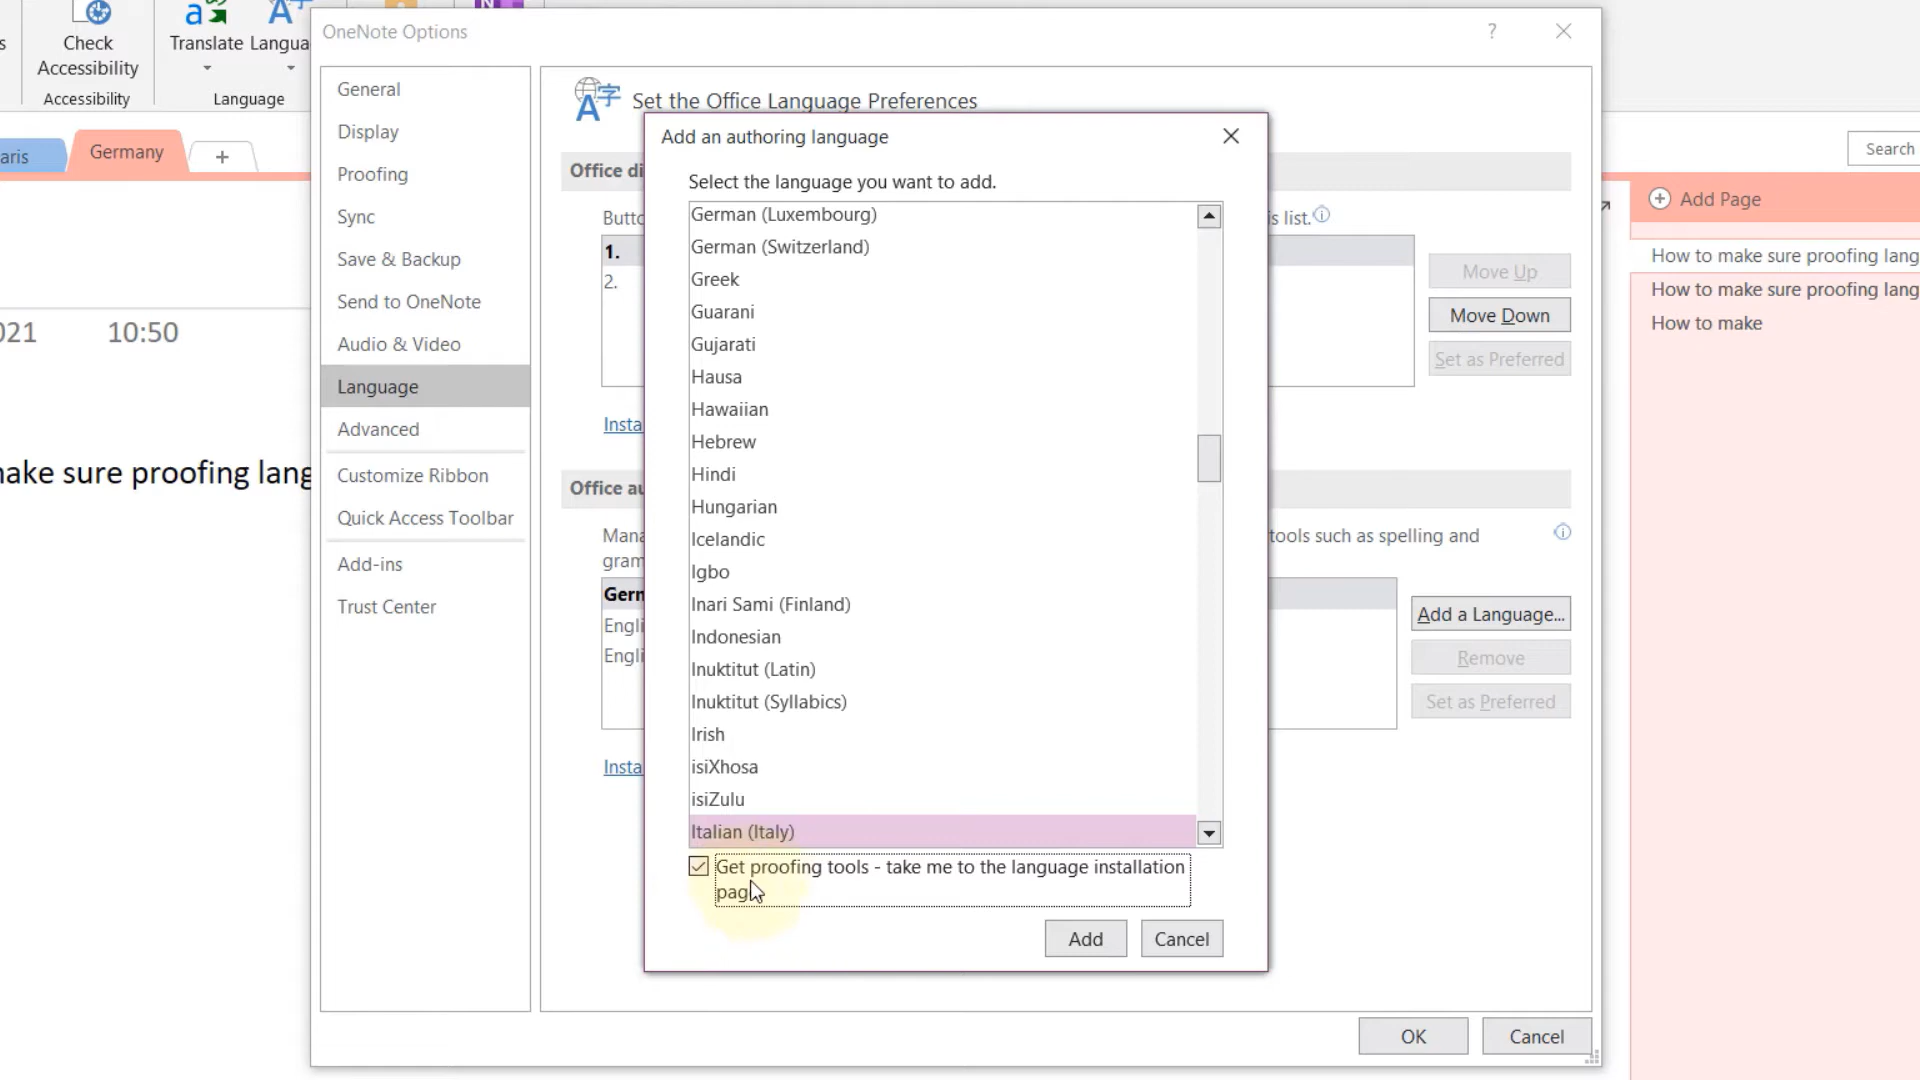 OneNote Options
?
Check
Accessibility
Translate
Accessibility
Language
Germany
+
021
10:50
make sure proofing lang
General
Display
Proofing
Sync
Save & Backup
Send to OneNote
Audio & Video
Language
Advanced
Customize Ribbon
Quick Access Toolbar
Add-ins
Trust Center
Set the Office Language Preferences
Office di
Butto
is list.
1.
2.
Move Up
Move Down
Set as Preferred
Insta
Office au
Mana
tools such as spelling and
gram
Germ
Engli
Engli
Add a Language...
Remove
Set as Preferred
Insta
Add an authoring language
Select the language you want to add.
German (Luxembourg)
German (Switzerland)
Greek
Guarani
Gujarati
Hausa
Hawaiian
Hebrew
Hindi
Hungarian
Icelandic
Igbo
Inari Sami (Finland)
Indonesian
Inuktitut (Latin)
Inuktitut (Syllabics)
Irish
isiXhosa
isiZulu
Italian (Italy)
Get proofing tools - take me to the language installation
page
Add
Cancel
OK
Cancel
Search
Add Page
How to make sure proofing lang
How to make sure proofing lang
How to make